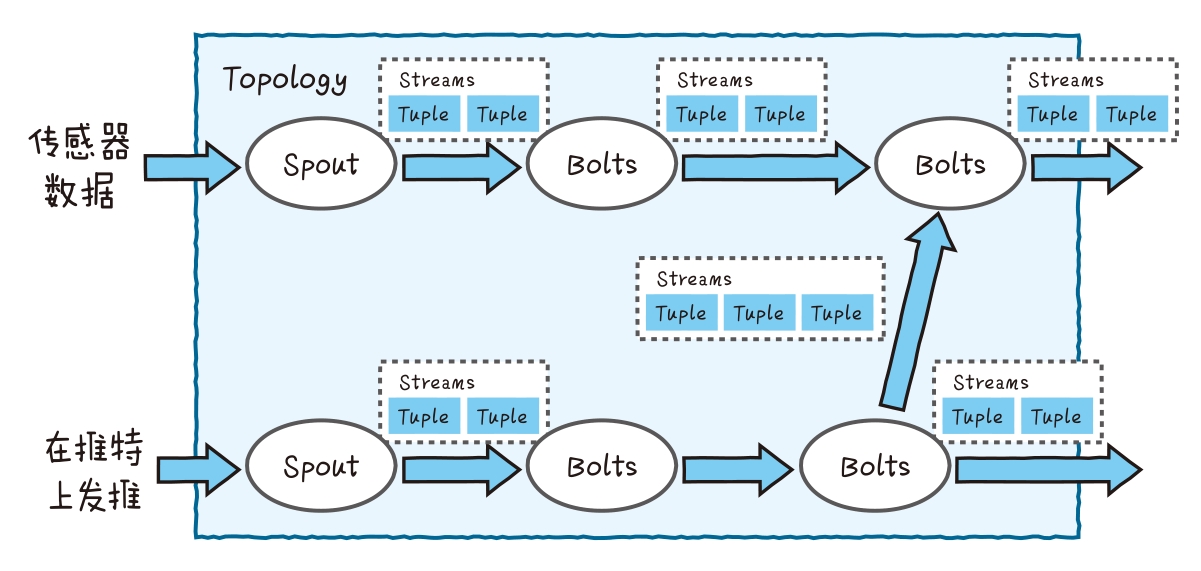 Topology
Streams
Tuple Tuple
Streams
Tuple Tuple
Streams
Tuple Tuple
传感器
数据
Spout
Bolts
Bolts
Streams
Tuple Tuple Tuple
Streams
Tuple Tuple
Streams
Tuple Tuple
在推特
上发推
Spout
Bolts
Bolts